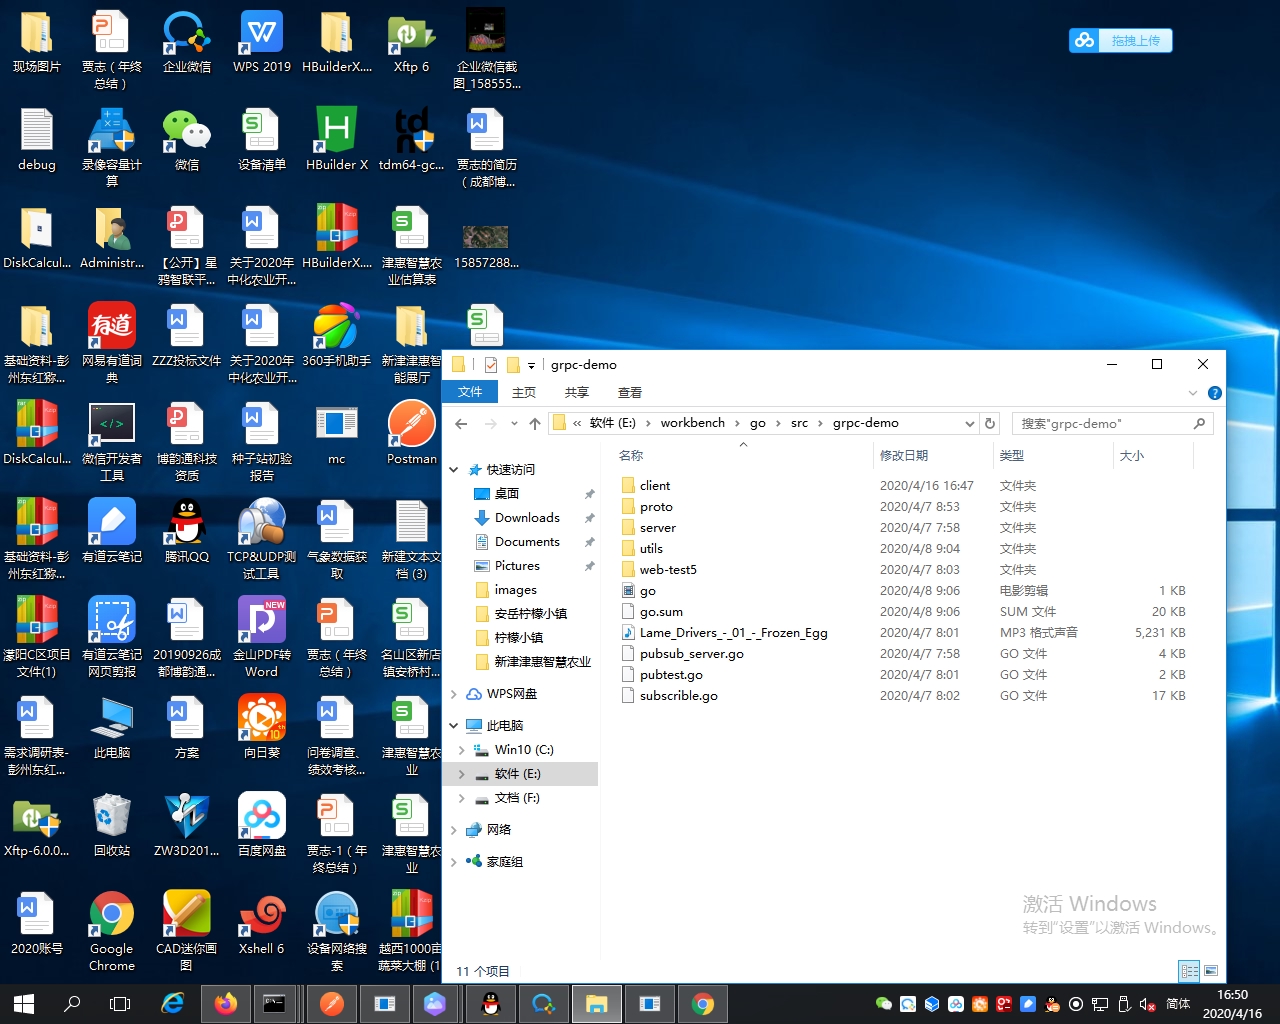 现场图片
贾志（年终
总结）
企业微信
WPS 2019
HBuilderX....
Xftp 6
企业微信截
图_158555...
拖拽上传
debug
录像容量计
算
微信
设备清单
HBuilder X
tdm64-gc...
贾志的简历
（成都博...
DiskCalcul...
Administr...
【公开】星
鸦智联平...
关于2020年
中化农业开...
HBuilderX....
津惠智慧农
业估算表
15857288...
基础资料-彭
州东红猕...
网易有道词
典
ZZZ投标文件
关于2020年
中化农业开...
360手机助手
新津津惠智
能展厅
DiskCalcul...
微信开发者
工具
博韵通科技
资质
种子站初验
报告
mc
Postman
基础资料-彭
州东红猕...
有道云笔记
腾讯QQ
TCP&UDP测
试工具
气象数据获
取
新建文本文
档 (3)
濛阳C区项目
文件(1)
有道云笔记
网页剪报
20190926成
都博韵通...
金山PDF转
Word
贾志（年终
总结）
名山区新店
镇安桥村...
需求调研表-
彭州东红...
此电脑
方案
向日葵
问卷调查、
绩效考核...
津惠智慧农
业
Xftp-6.0.0...
回收站
ZW3D201...
百度网盘
贾志-1（年
终总结）
津惠智慧农
业
2020账号
Google
Chrome
CAD迷你画
图
Xshell 6
设备网络搜
索
越西1000亩
蔬菜大棚 (1
grpc-demo
文件
主页
共享
查看
« 软件 (E:) › workbench › go › src › grpc-demo
搜索"grpc-demo"
名称
修改日期
类型
大小
快速访问
桌面
Downloads
Documents
Pictures
images
安岳柠檬小镇
柠檬小镇
新津津惠智慧农业
WPS网盘
此电脑
Win10 (C:)
软件 (E:)
文档 (F:)
网络
家庭组
client 2020/4/16 16:47 文件夹
proto 2020/4/7 8:53 文件夹
server 2020/4/7 7:58 文件夹
utils 2020/4/8 9:04 文件夹
web-test5 2020/4/7 8:03 文件夹
go 2020/4/8 9:06 电影剪辑 1 KB
go.sum 2020/4/8 9:06 SUM 文件 20 KB
Lame_Drivers_-_01_-_Frozen_Egg 2020/4/7 8:01 MP3 格式声音 5,231 KB
pubsub_server.go 2020/4/7 7:58 GO 文件 4 KB
pubtest.go 2020/4/7 8:01 GO 文件 2 KB
subscrible.go 2020/4/7 8:02 GO 文件 17 KB
激活 Windows
转到"设置"以激活 Windows。
11 个项目
简体
16:50
2020/4/16